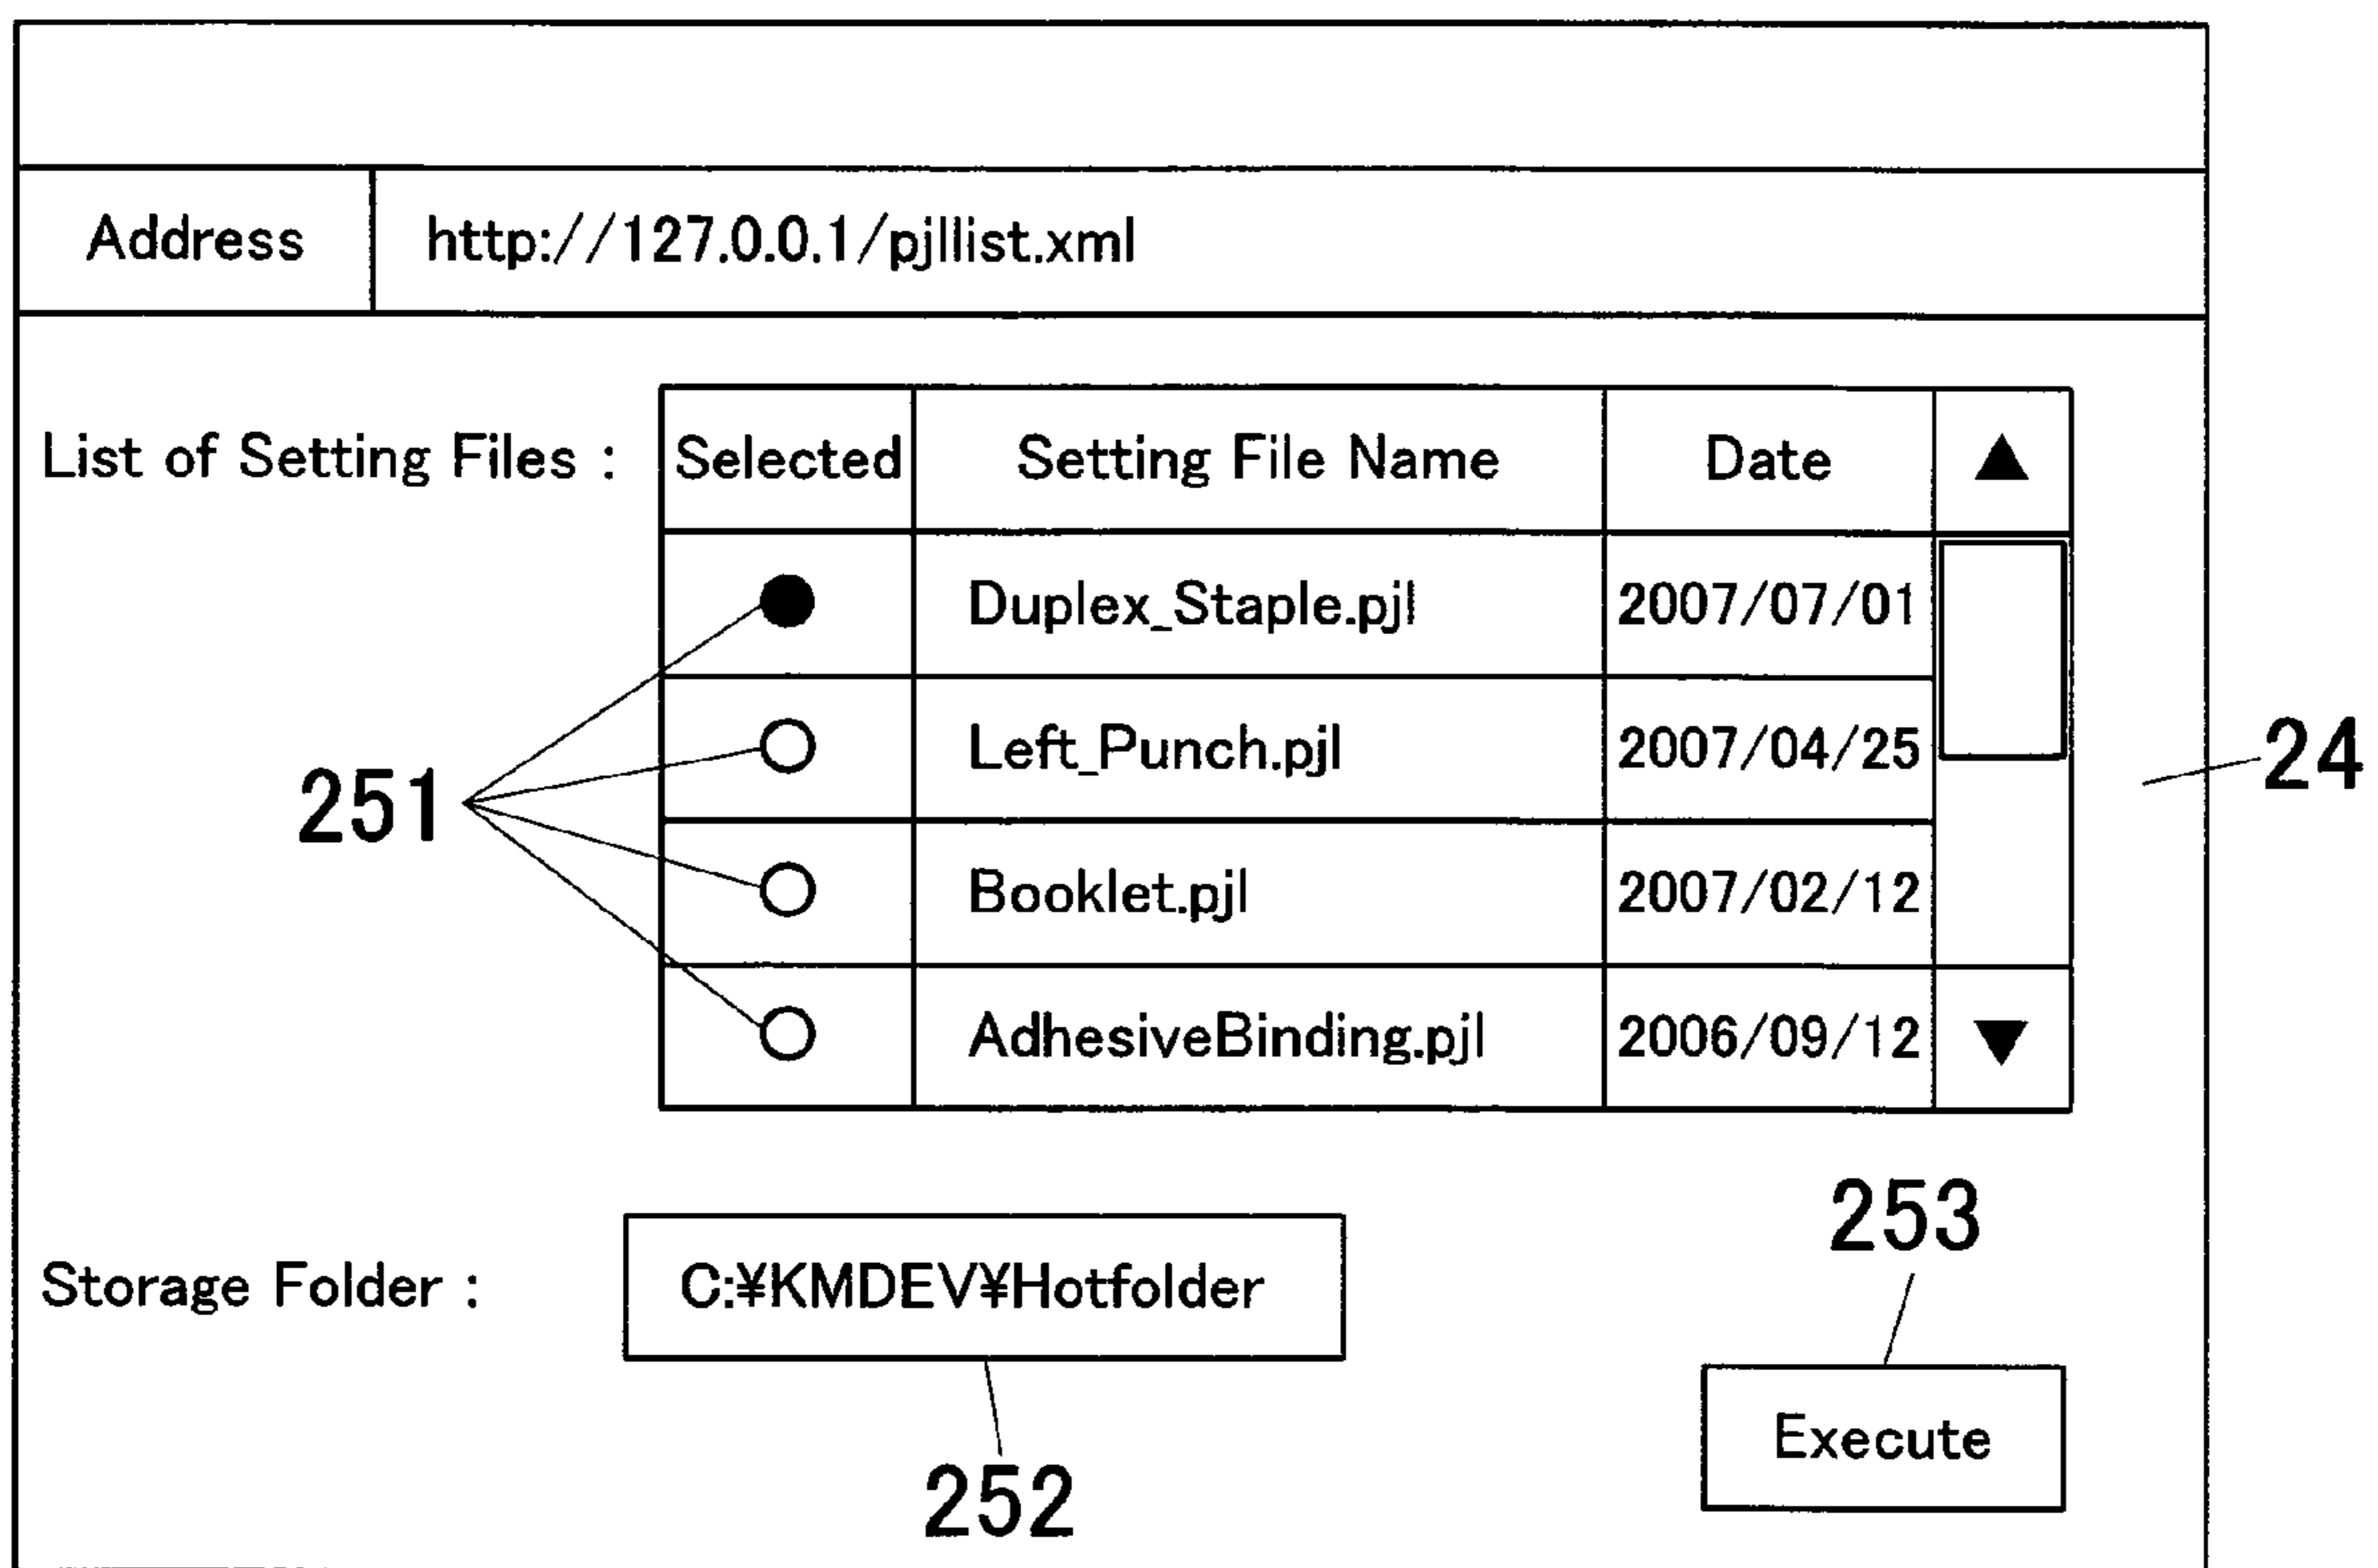 Address http://127.0.0.1/pjllist.xml
List of Setting Files : Selected Setting File Name Date ▲
Duplex_Staple.pjl 2007/07/01
Left_Punch.pjl 2007/04/25
24
251
Booklet.pjl 2007/02/12
AdhesiveBinding.pjl 2006/09/12 ▼
253
Storage Folder : C:¥KMDEV¥Hotfolder
Execute
252